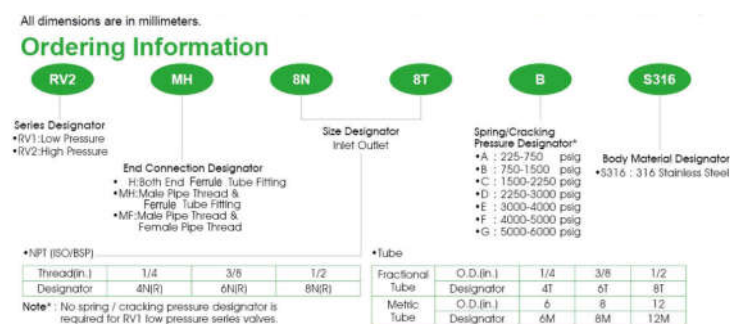 All dimensions are in millimeters.
Ordering Information
RV2 MH 8N 8T B S316
Series Designator
•RV1:Low Pressure
•RV2:High Pressure
End Connection Designator
• H:Both End Ferrule Tube Fitting
•MH:Male Pipe Thread &
Ferrule Tube Fitting
•MF:Male Pipe Thread &
Female Pipe Thread
Size Designator
Inlet Outlet
Spring/Cracking
Pressure Designator*
•A : 225-750 psig
•B : 750-1500 psig
•C : 1500-2250 psig
•D : 2250-3000 psig
•E : 3000-4000 psig
•F : 4000-5000 psig
•G : 5000-6000 psig
Body Material Designator
•S316 : 316 Stainless Steel
•NPT (ISO/BSP)
Thread(in.) 1/4 3/8 1/2
Designator 4N(R) 6N(R) 8N(R)
Note* : No spring / cracking pressure designator is
required for RV1 low pressure series valves.
•Tube
Fractional Tube O.D.(in.) 1/4 3/8 1/2
Designator 4T 6T 8T
Metric Tube O.D.(in.) 6 8 12
Designator 6M 8M 12M